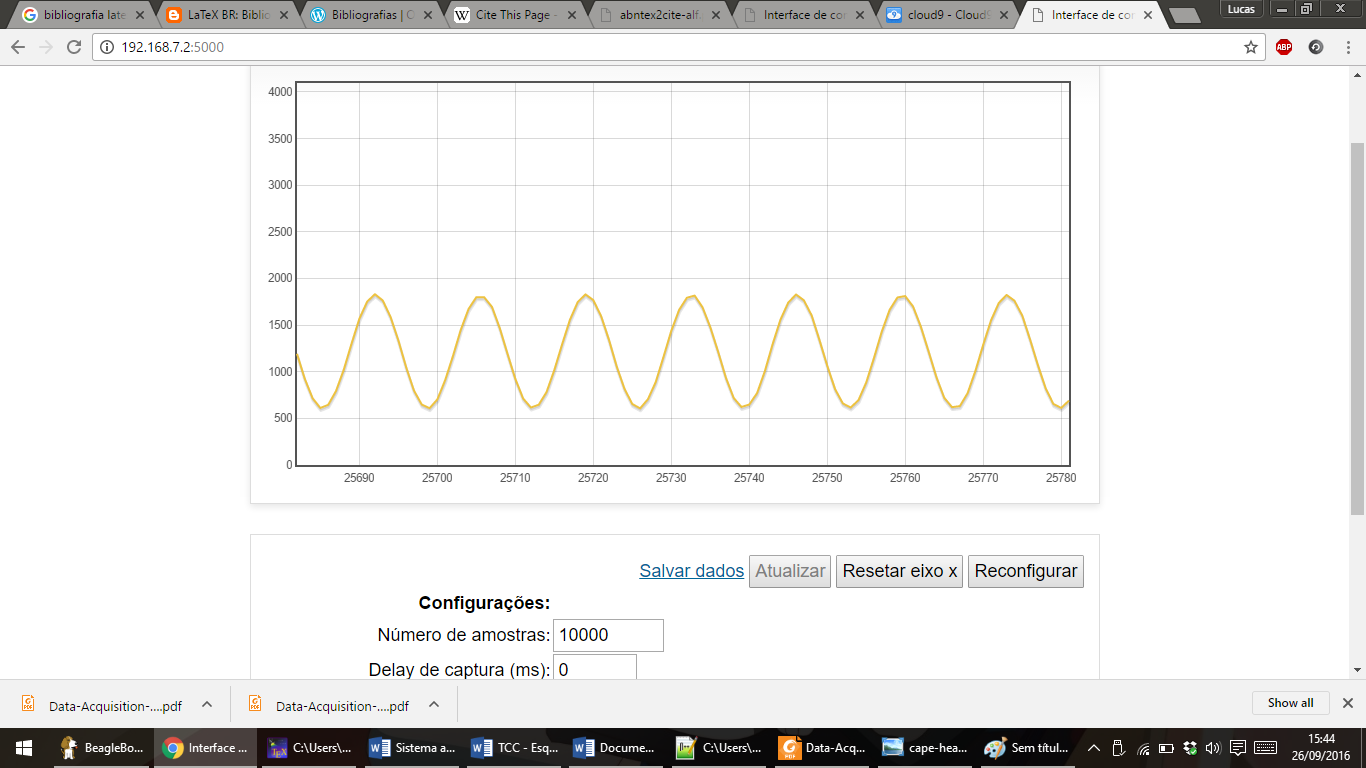 bibliografia late
LaTeX BR: Biblio
Bibliografias | C
Cite This Page -
abntex2cite-alf.
Interface de cor
cloud9 - Cloud9
Interface de cor
Lucas
192.168.7.2:5000
4000
3500
3000
2500
2000
1500
1000
500
0
25690 25700 25710 25720 25730 25740 25750 25760 25770 25780
Salvar dados Atualizar Resetar eixo x Reconfigurar
Configurações:
Número de amostras: 10000
Delay de captura (ms): 0
Data-Acquisition-....pdf
Data-Acquisition-....pdf
Show all
BeagleBo...
Interface ...
C:\Users\...
Sistema a...
TCC - Esq...
Docume...
C:\Users\...
Data-Acq...
cape-hea...
Sem títul...
15:44
26/09/2016